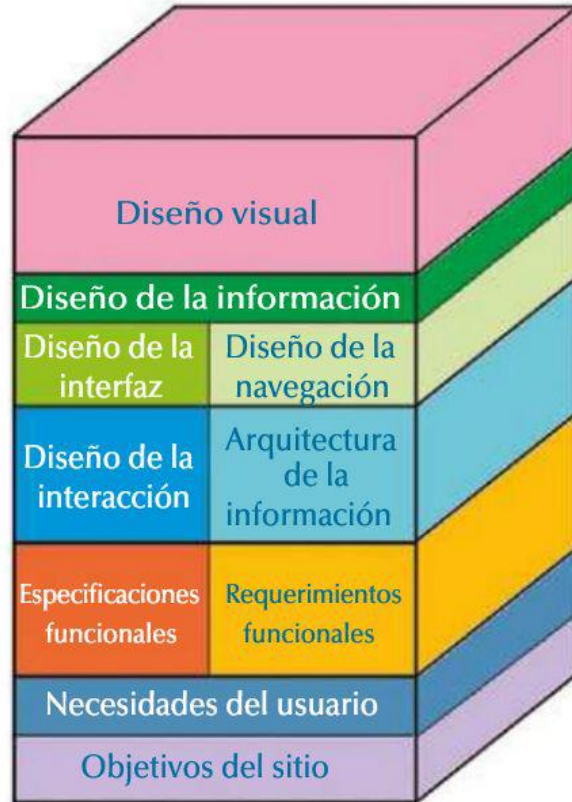 Diseño visual
Diseño de la información
Diseño de la
interfaz
Diseño de la
navegación
Diseño de la
interacción
Arquitectura
de la
información
Especificaciones
funcionales
Requerimientos
funcionales
Necesidades del usuario
Objetivos del sitio